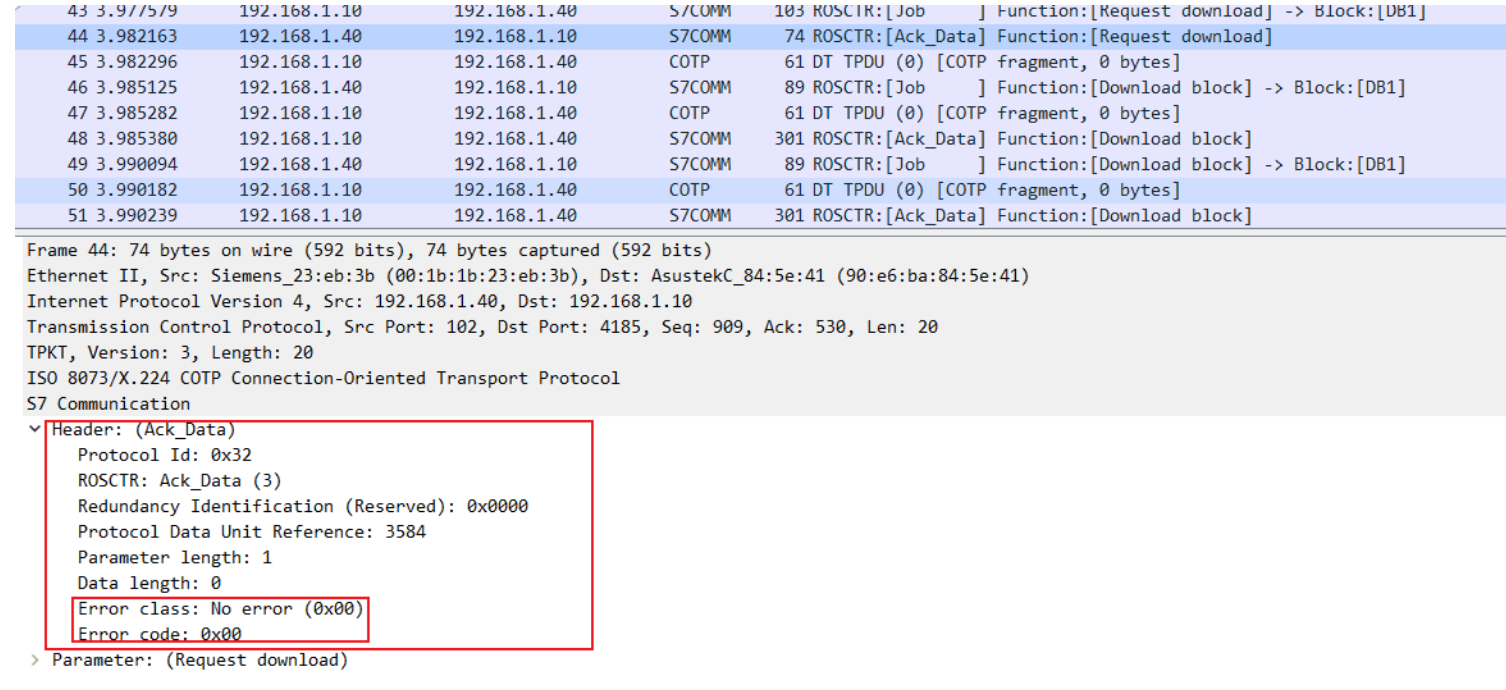 43 3.977579 192.168.1.10 192.168.1.40 S7COMM 103 ROSCTR:[Job     ] Function:[Request download] -> Block:[DB1]
44 3.982163 192.168.1.40 192.168.1.10 S7COMM 74 ROSCTR:[Ack_Data] Function:[Request download]
45 3.982296 192.168.1.10 192.168.1.40 COTP 61 DT TPDU (0) [COTP fragment, 0 bytes]
46 3.985125 192.168.1.40 192.168.1.10 S7COMM 89 ROSCTR:[Job     ] Function:[Download block] -> Block:[DB1]
47 3.985282 192.168.1.10 192.168.1.40 COTP 61 DT TPDU (0) [COTP fragment, 0 bytes]
48 3.985380 192.168.1.10 192.168.1.40 S7COMM 301 ROSCTR:[Ack_Data] Function:[Download block]
49 3.990094 192.168.1.40 192.168.1.10 S7COMM 89 ROSCTR:[Job     ] Function:[Download block] -> Block:[DB1]
50 3.990182 192.168.1.10 192.168.1.40 COTP 61 DT TPDU (0) [COTP fragment, 0 bytes]
51 3.990239 192.168.1.10 192.168.1.40 S7COMM 301 ROSCTR:[Ack_Data] Function:[Download block]
Frame 44: 74 bytes on wire (592 bits), 74 bytes captured (592 bits)
Ethernet II, Src: Siemens_23:eb:3b (00:1b:1b:23:eb:3b), Dst: AsustekC_84:5e:41 (90:e6:ba:84:5e:41)
Internet Protocol Version 4, Src: 192.168.1.40, Dst: 192.168.1.10
Transmission Control Protocol, Src Port: 102, Dst Port: 4185, Seq: 909, Ack: 530, Len: 20
TPKT, Version: 3, Length: 20
ISO 8073/X.224 COTP Connection-Oriented Transport Protocol
S7 Communication
Header: (Ack_Data)
Protocol Id: 0x32
ROSCTR: Ack_Data (3)
Redundancy Identification (Reserved): 0x0000
Protocol Data Unit Reference: 3584
Parameter length: 1
Data length: 0
Error class: No error (0x00)
Error code: 0x00
Parameter: (Request download)